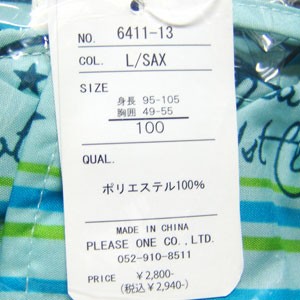 NO. 6411-13
COL. L/SAX
SIZE
身長 95-105
胸囲 49-55
100
QUAL.
ポリエステル100%
MADE IN CHINA
PLEASE ONE CO.,LTD.
052-910-8511
PRICE ¥2,800-
(税込¥2,940-)